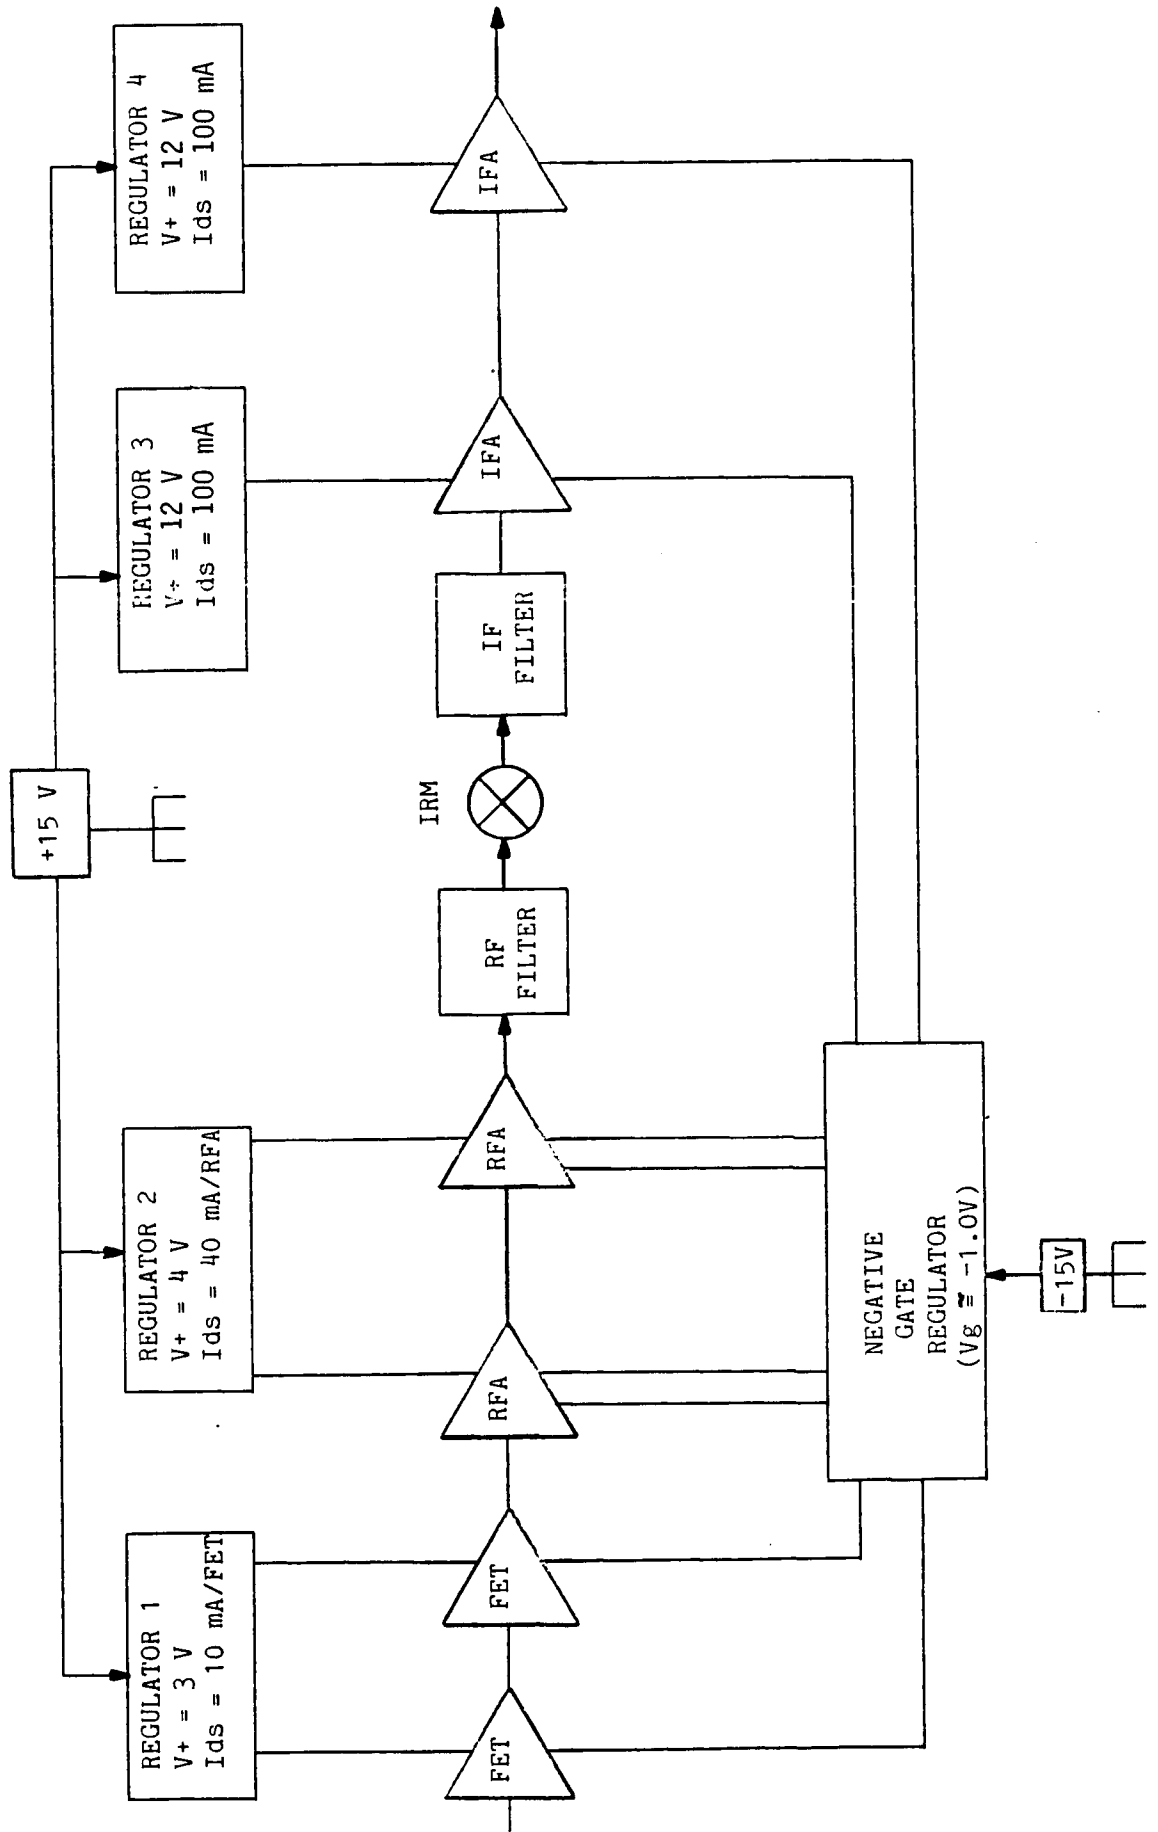 +15 V
REGULATOR 1
V+ = 3 V
Ids = 10 mA/FET
REGULATOR 2
V+ = 4 V
Ids = 40 mA/RFA
REGULATOR 3
V+ = 12 V
Ids = 100 mA
REGULATOR 4
V+ = 12 V
Ids = 100 mA
FET
FET
RFA
RFA
RF
FILTER
IRM
IF
FILTER
IFA
IFA
NEGATIVE
GATE
REGULATOR
(Vg ≅ -1.0V)
-15V